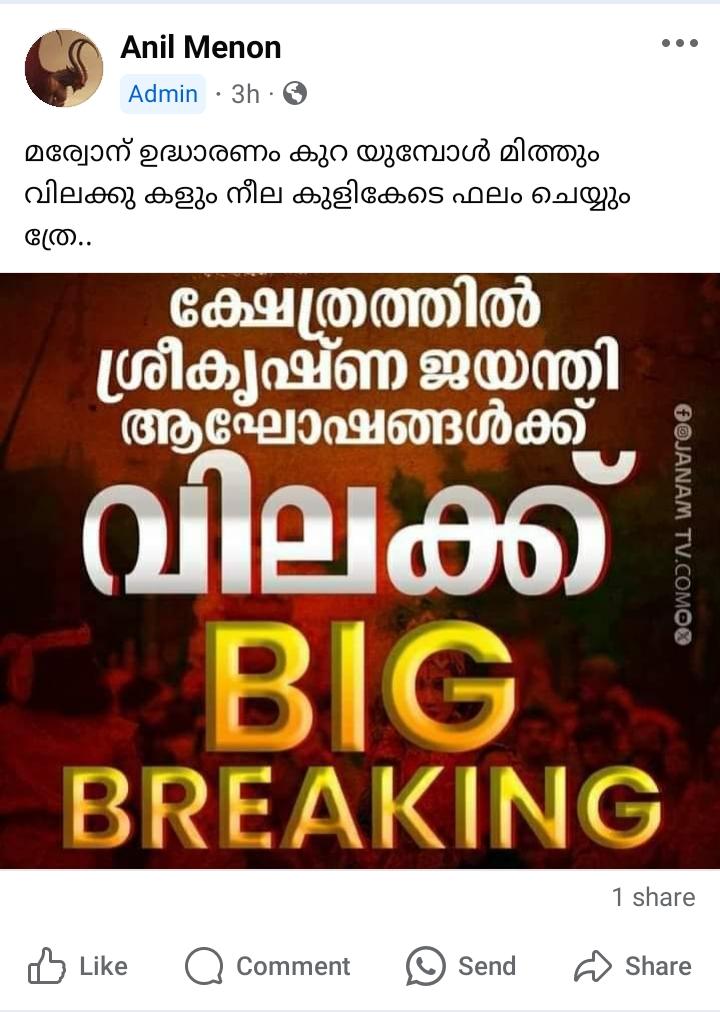 Anil Menon
Admin · 3h ·
മര്വോന് ഉദ്ധാരണം കുറ യുമ്പോൾ മിത്തും
വിലക്കു കളും നീല കുളികേടെ ഫലം ചെയ്യും
ത്രേ..
ക്ഷേത്രത്തിൽ
ശ്രീകൃഷ്ണ ജയന്തി
ആഘോഷങ്ങൾക്ക്
വിലക്ക്
BIG
BREAKING
JANAM TV.COM
1 share
Like
Comment
Send
Share